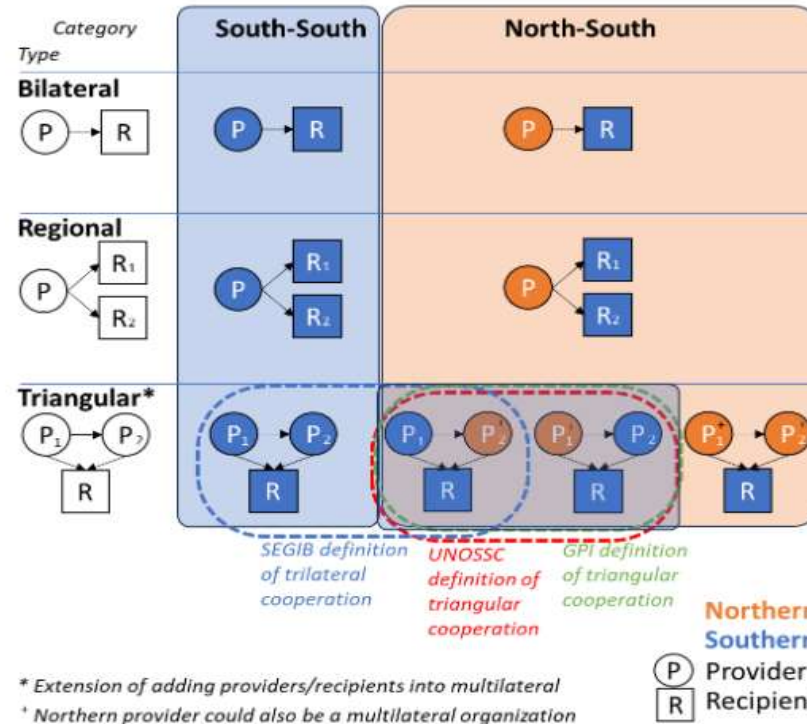 Category South-South North-South
Type
Bilateral
P R P R P R
Regional
P R₁ R₂ P R₁ R₂ P R₁ R₂
Triangular*
P₁ P₂ P₁ P₂ P₁ P₂⁺ P₁⁺ P₂ P₁⁺ P₂⁺
R R R R R
SEGIB definition
of trilateral
cooperation
UNOSSC
definition of
triangular
cooperation
GPI definition
of triangular
cooperation
Northern
Southern
P Provider
R
* Extension of adding providers/recipients into multilateral
⁺ Northern provider could also be a multilateral organization